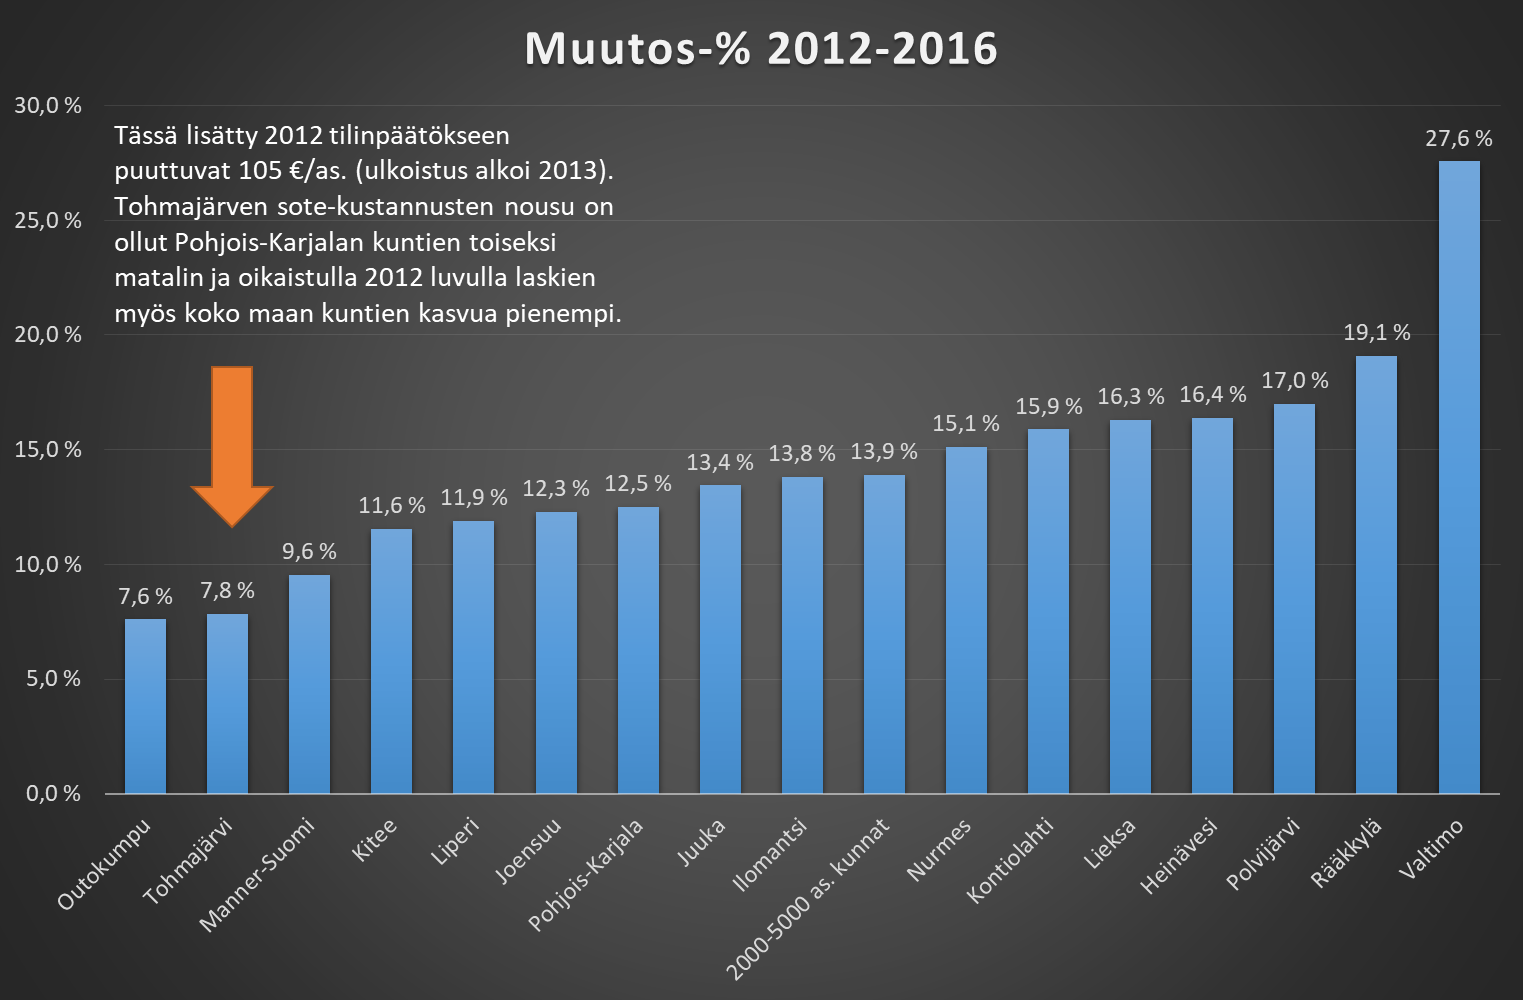 Muutos-% 2012-2016
30,0 %
25,0 %
20,0 %
15,0 %
10,0 %
5,0 %
0,0 %
Tässä lisätty 2012 tilinpäätökseen
puuttuvat 105 €/as. (ulkoistus alkoi 2013).
Tohmajärven sote-kustannusten nousu on
ollut Pohjois-Karjalan kuntien toiseksi
matalin ja oikaistulla 2012 luvulla laskien
myös koko maan kuntien kasvua pienempi.
7,6 %
7,8 %
9,6 %
11,6 %
11,9 %
12,3 %
12,5 %
13,4 %
13,8 %
13,9 %
15,1 %
15,9 %
16,3 %
16,4 %
17,0 %
19,1 %
27,6 %
Outokumpu
Tohmajärvi
Manner-Suomi
Kitee
Liperi
Joensuu
Pohjois-Karjala
Juuka
Ilomantsi
2000-5000 as. kunnat
Nurmes
Kontiolahti
Lieksa
Heinävesi
Polvijärvi
Rääkkylä
Valtimo